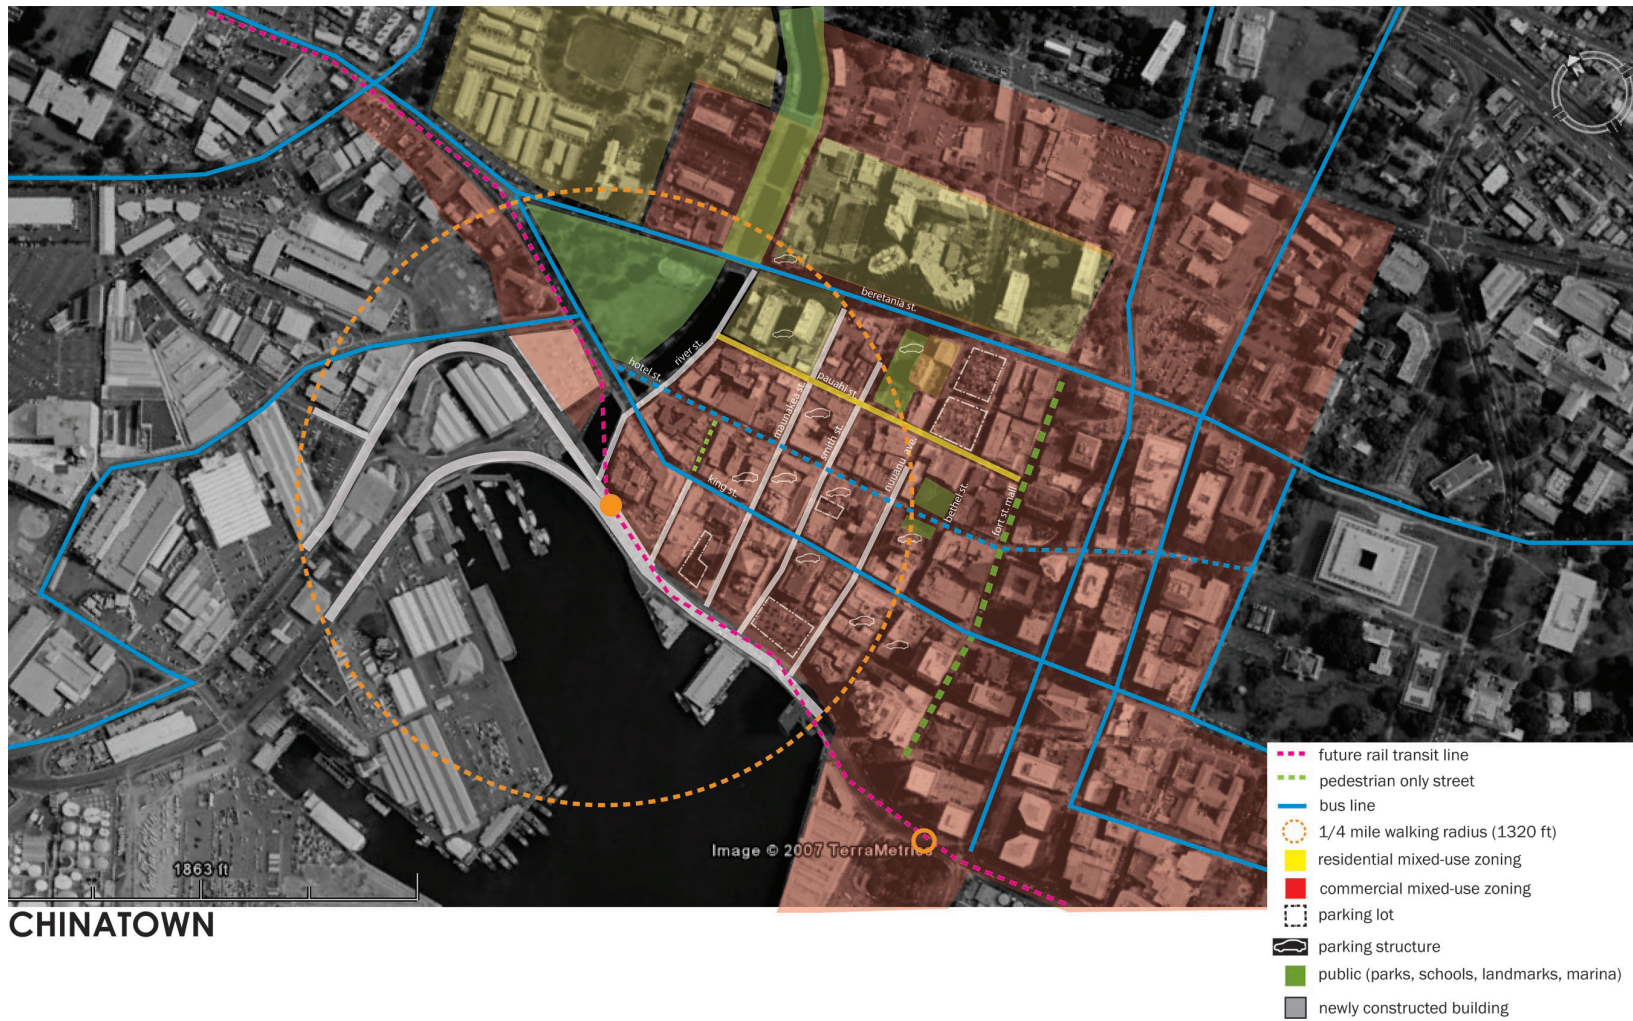 N
beretania st.
hotel st.
river st.
pauahi st.
maunakea st.
smith st.
nuuanu ave.
king st.
bethel st.
fort st. mall
Image © 2007 TerraMetrics
1863 ft
CHINATOWN
future rail transit line
pedestrian only street
bus line
1/4 mile walking radius (1320 ft)
residential mixed-use zoning
commercial mixed-use zoning
parking lot
parking structure
public (parks, schools, landmarks, marina)
newly constructed building